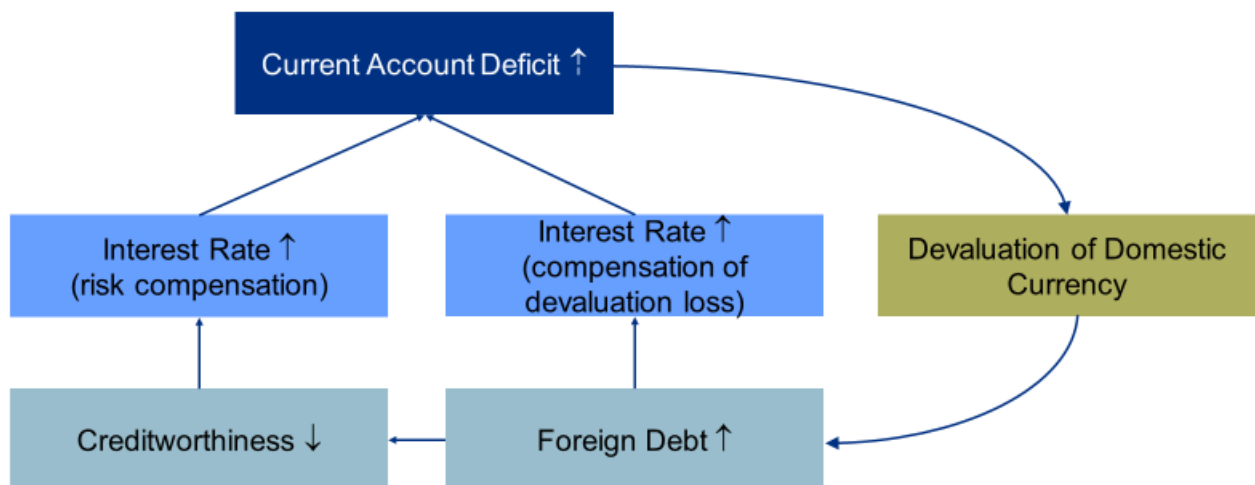 Current Account Deficit ↑
Interest Rate ↑
(risk compensation)
Interest Rate ↑
(compensation of
devaluation loss)
Devaluation of Domestic
Currency
Creditworthiness ↓
Foreign Debt ↑